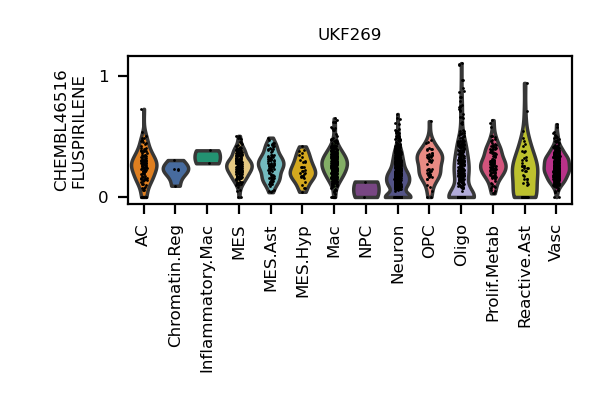 UKF269
CHEMBL46516
FLUSPIRILENE
1
0
AC
Chromatin.Reg
Inflammatory.Mac
MES
MES.Ast
MES.Hyp
Mac
NPC
Neuron
OPC
Oligo
Prolif.Metab
Reactive.Ast
Vasc